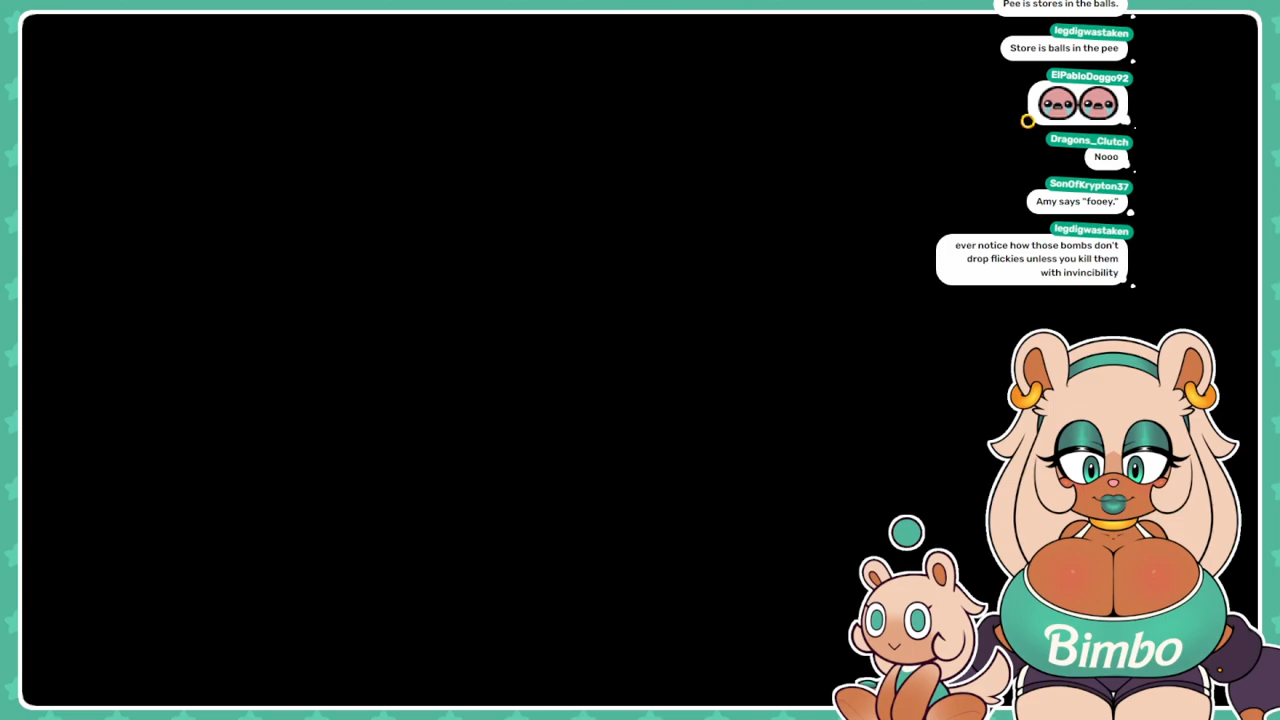 Pee is stores in the balls.
legdigwastaken
Store is balls in the pee
ElPabloDoggo92
Dragons_Clutch
Nooo
SonOfKrypton37
Amy says "fooey."
legdigwastaken
ever notice how those bombs don't
drop flickies unless you kill them
with invincibility
Bimbo